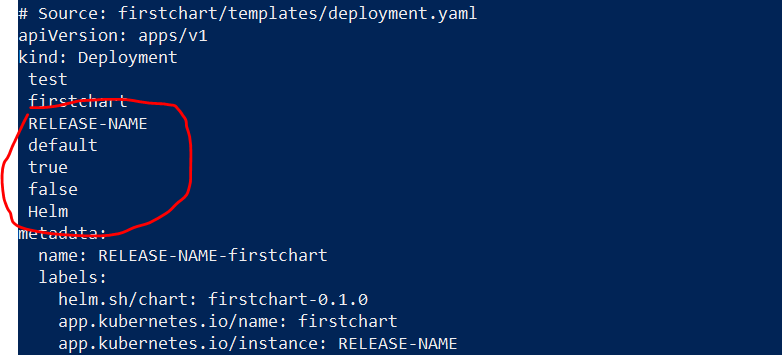 # Source: firstchart/templates/deployment.yaml
apiVersion: apps/v1
kind: Deployment
test
firstchart
RELEASE-NAME
default
true
false
Helm
metadata:
name: RELEASE-NAME-firstchart
labels:
helm.sh/chart: firstchart-0.1.0
app.kubernetes.io/name: firstchart
app.kubernetes.io/instance: RELEASE-NAME